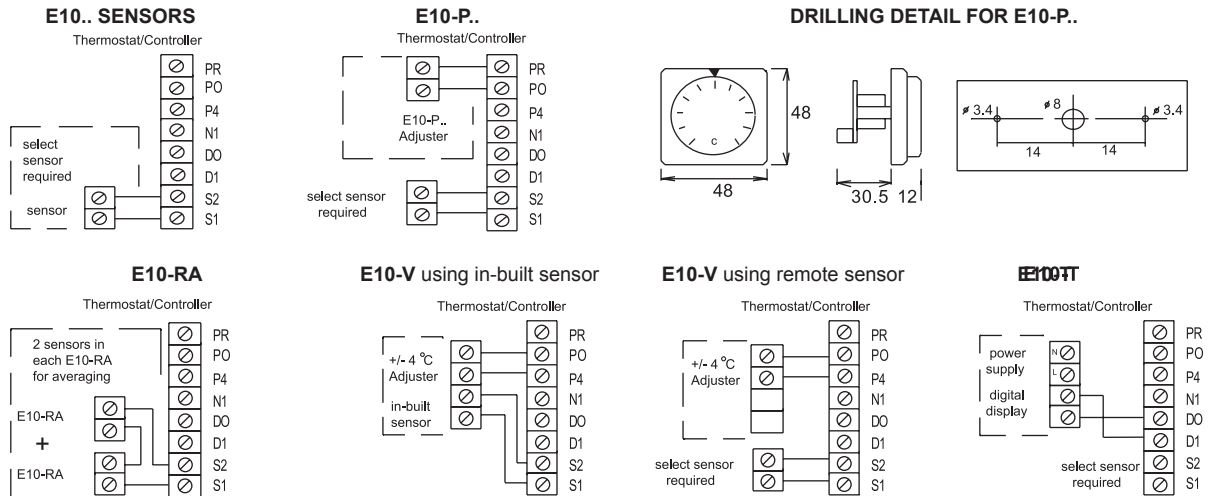 E10.. SENSORS
Thermostat/Controller
PR
PO
P4
N1
DO
D1
S2
S1
select
sensor
required
sensor
E10-P..
Thermostat/Controller
PR
PO
P4
N1
DO
D1
S2
S1
E10-P..
Adjuster
select sensor
required
DRILLING DETAIL FOR E10-P..
C
48
48
30.5 12
ø 3.4
ø 8
ø 3.4
14
14
E10-RA
Thermostat/Controller
2 sensors in
each E10-RA
for averaging
E10-RA
+
E10-RA
PR
PO
P4
N1
DO
D1
S2
S1
E10-V using in-built sensor
Thermostat/Controller
+/- 4 °C
Adjuster
in-built
sensor
PR
PO
P4
N1
DO
D1
S2
S1
E10-V using remote sensor
Thermostat/Controller
+/- 4 °C
Adjuster
select sensor
required
PR
PO
P4
N1
DO
D1
S2
S1
Thermostat/Controller
power
supply
N
L
digital
display
select sensor
required
PR
PO
P4
N1
DO
D1
S2
S1